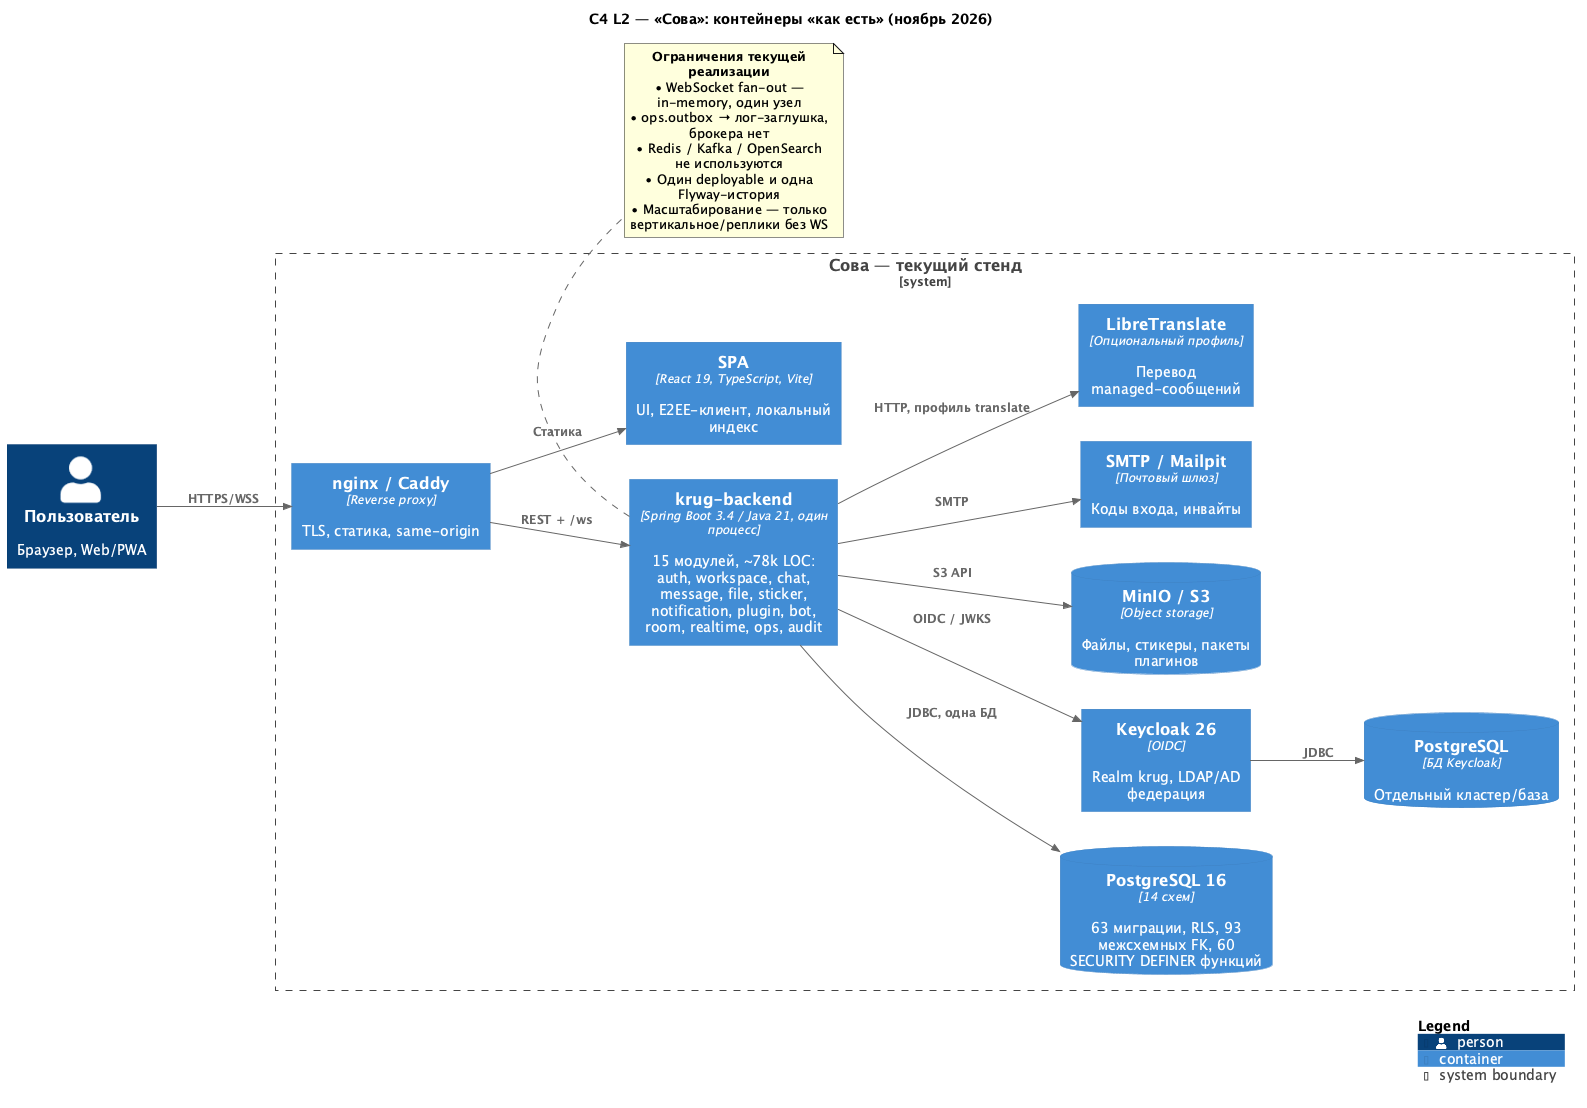 C4 L2 — «Сова»: контейнеры «как есть» (ноябрь 2026)
Ограничения текущей
реализации
• WebSocket fan-out —
in-memory, один узел
• ops.outbox → лог-заглушка,
брокера нет
• Redis / Kafka / OpenSearch
не используются
• Один deployable и одна
Flyway-история
• Масштабирование — только
вертикальное/реплики без WS
Сова — текущий стенд
[system]
Пользователь
Браузер, Web/PWA
HTTPS/WSS
nginx / Caddy
[Reverse proxy]
TLS, статика, same-origin
Статика
REST + /ws
SPA
[React 19, TypeScript, Vite]
UI, E2EE-клиент, локальный
индекс
krug-backend
[Spring Boot 3.4 / Java 21, один
процесс]
15 модулей, ~78k LOC:
auth, workspace, chat,
message, file, sticker,
notification, plugin, bot,
room, realtime, ops, audit
HTTP, профиль translate
SMTP
S3 API
OIDC / JWKS
JDBC, одна БД
LibreTranslate
[Опциональный профиль]
Перевод
managed-сообщений
SMTP / Mailpit
[Почтовый шлюз]
Коды входа, инвайты
MinIO / S3
[Object storage]
Файлы, стикеры, пакеты
плагинов
Keycloak 26
[OIDC]
Realm krug, LDAP/AD
федерация
JDBC
PostgreSQL
[БД Keycloak]
Отдельный кластер/база
PostgreSQL 16
[14 схем]
63 миграции, RLS, 93
межсхемных FK, 60
SECURITY DEFINER функций
Legend
person
container
system boundary